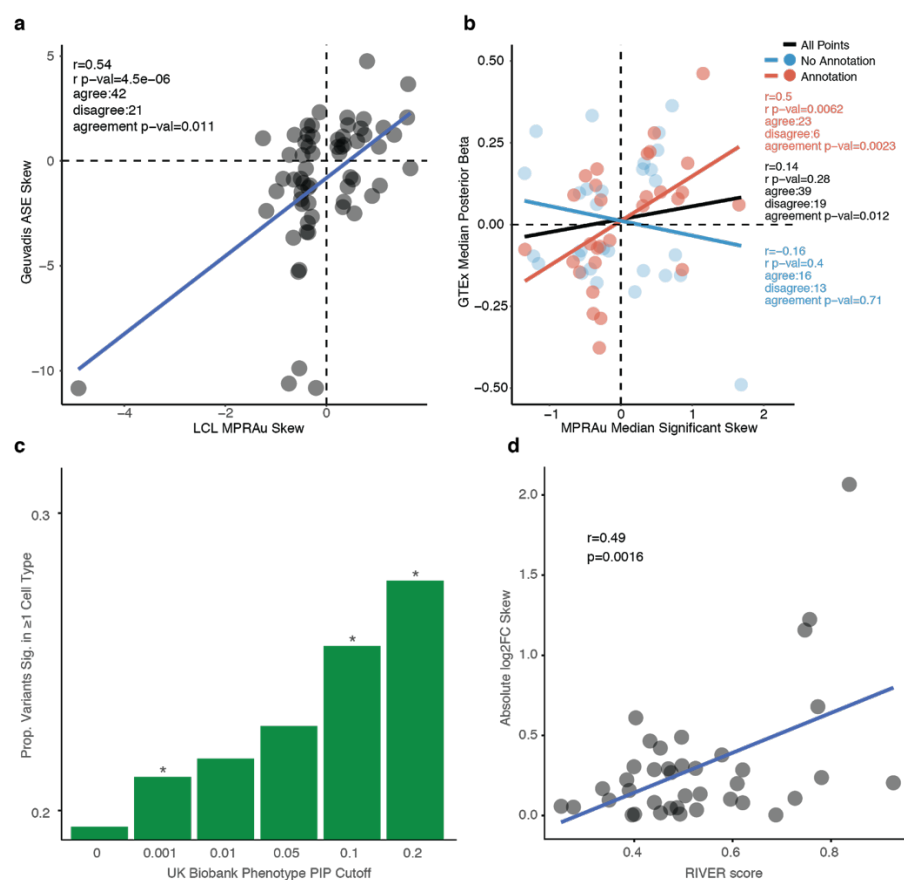 a
r=0.54
r p-val=4.5e-06
agree:42
disagree:21
agreement p-val=0.011
Geuvadis ASE Skew
5
0
−5
−10
−4
−2
0
LCL MPRAu Skew
b
All Points
No Annotation
Annotation
r=0.5
r p-val=0.0062
agree:23
disagree:6
agreement p-val=0.0023
r=0.14
r p-val=0.28
agree:39
disagree:19
agreement p-val=0.012
r=−0.16
r p-val=0.4
agree:16
disagree:13
agreement p-val=0.71
GTEx Median Posterior Beta
0.50
0.25
0.00
−0.25
−0.50
−1
0
1
2
MPRAu Median Significant Skew
c
Prop. Variants Sig. in ≥1 Cell Type
0.3
0.2
*
*
*
0
0.001
0.01
0.05
0.1
0.2
UK Biobank Phenotype PIP Cutoff
d
r=0.49
p=0.0016
Absolute log2FC Skew
2.0
1.5
1.0
0.5
0.0
0.4
0.6
0.8
RIVER score